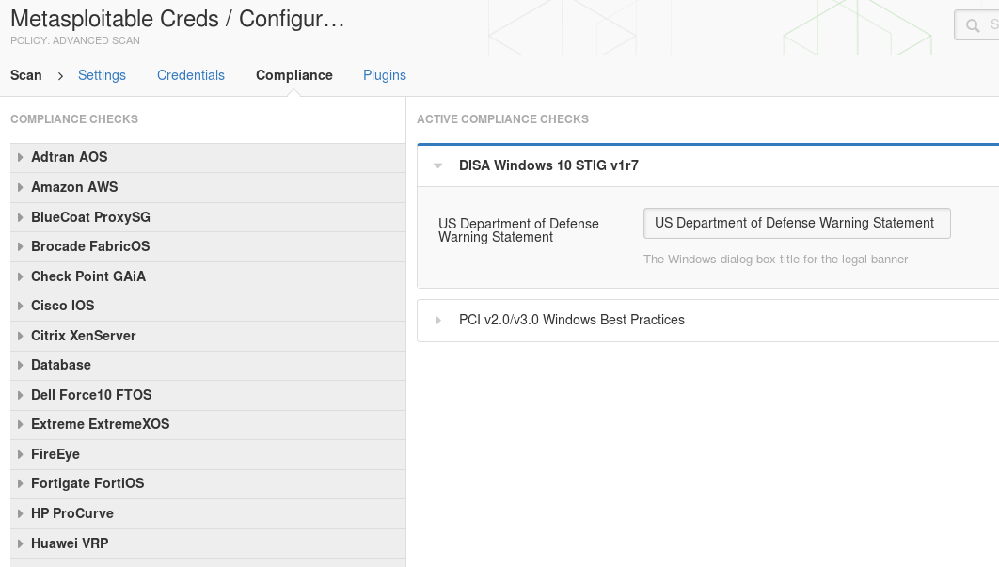 Metasploitable Creds / Configur…
POLICY: ADVANCED SCAN
S
Scan
Settings
Credentials
Compliance
Plugins
COMPLIANCE CHECKS
Adtran AOS
Amazon AWS
BlueCoat ProxySG
Brocade FabricOS
Check Point GAiA
Cisco IOS
Citrix XenServer
Database
Dell Force10 FTOS
Extreme ExtremeXOS
FireEye
Fortigate FortiOS
HP ProCurve
Huawei VRP
ACTIVE COMPLIANCE CHECKS
DISA Windows 10 STIG v1r7
US Department of Defense
Warning Statement
US Department of Defense Warning Statement
The Windows dialog box title for the legal banner
PCI v2.0/v3.0 Windows Best Practices